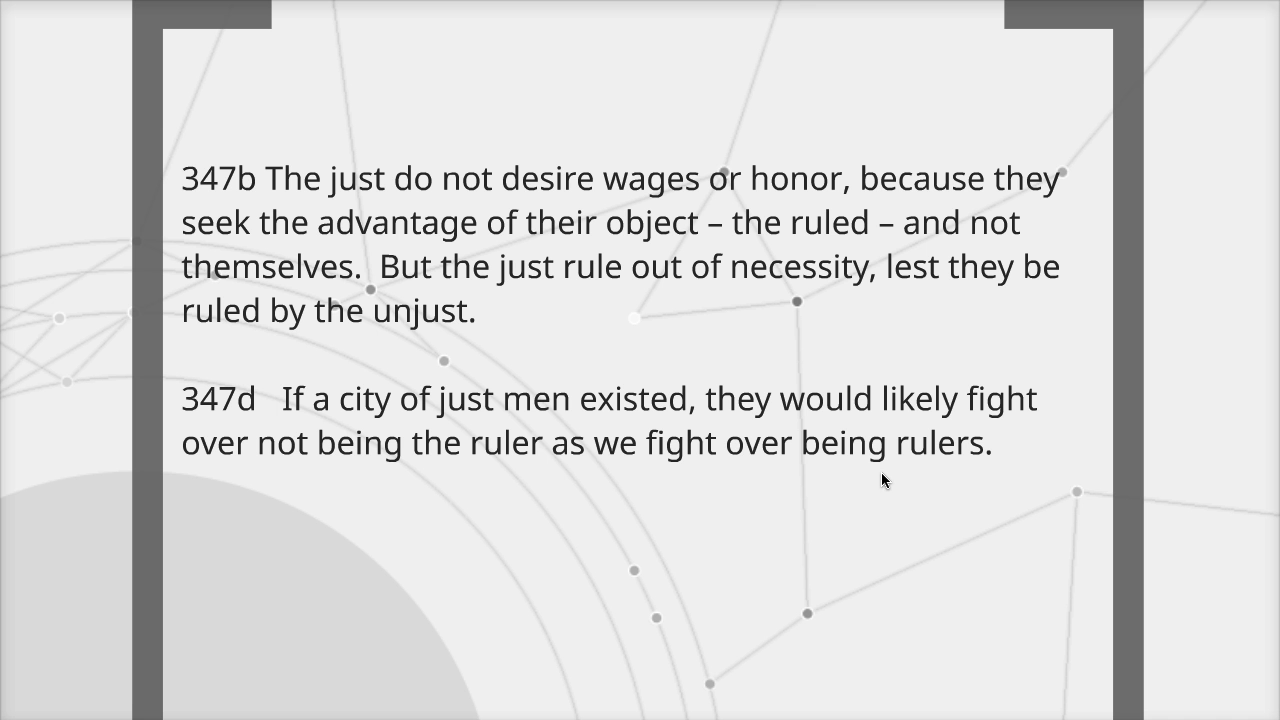 347b The just do not desire wages or honor, because they
seek the advantage of their object – the ruled – and not
themselves.  But the just rule out of necessity, lest they be
ruled by the unjust.
347d   If a city of just men existed, they would likely fight
over not being the ruler as we fight over being rulers.